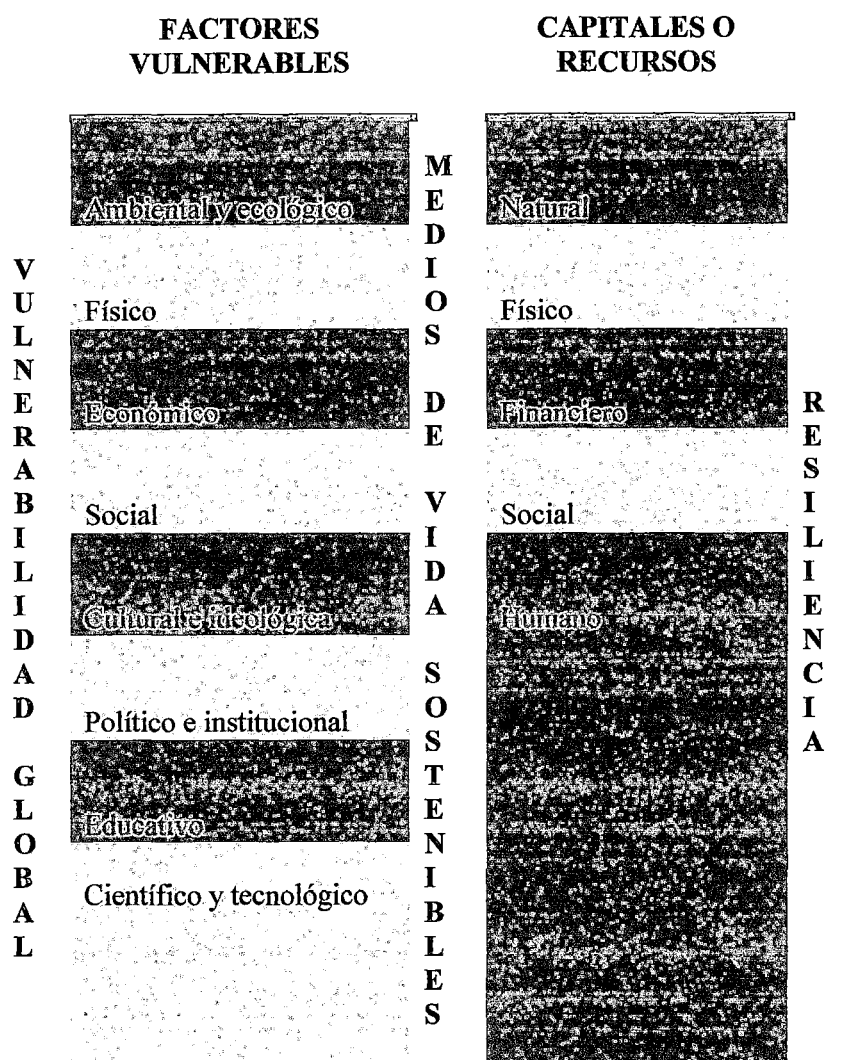 FACTORES
VULNERABLES
CAPITALES O
RECURSOS
VULNERABILIDAD GLOBAL
Ambiental y ecológico
Físico
Económico
Social
Cultural e ideológica
Político e institucional
Educativo
Científico y tecnológico
MEDIOS DE VIDA SOSTENIBLES
Natural
Físico
Financiero
Social
Humano
RESILIENCIA